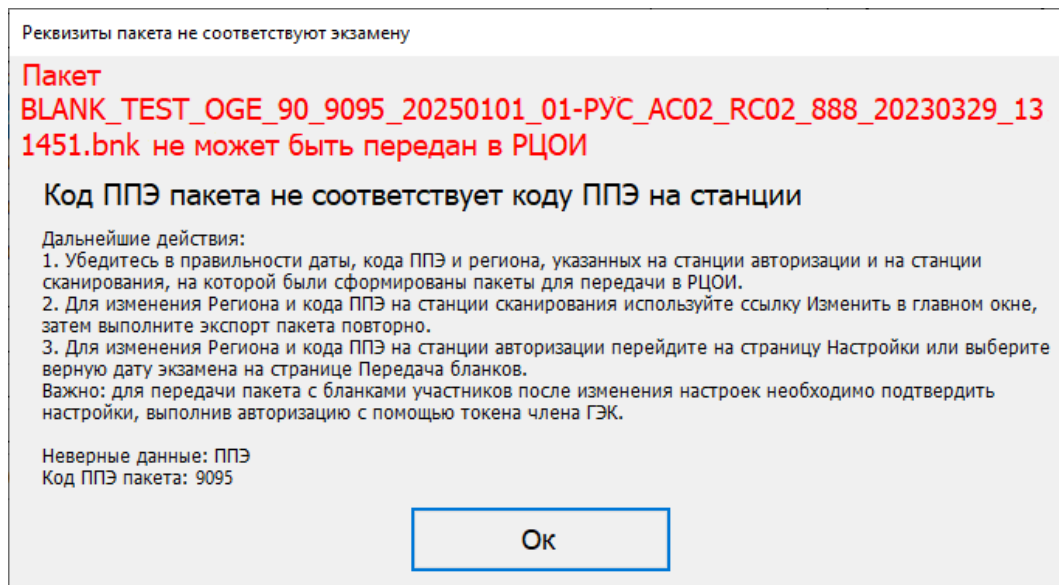 Реквизиты пакета не соответствуют экзамену
Пакет
BLANK_TEST_OGE_90_9095_20250101_01-РУС_AC02_RC02_888_20230329_13
1451.bnk не может быть передан в РЦОИ
Код ППЭ пакета не соответствует коду ППЭ на станции
Дальнейшие действия:
1. Убедитесь в правильности даты, кода ППЭ и региона, указанных на станции авторизации и на станции
сканирования, на которой были сформированы пакеты для передачи в РЦОИ.
2. Для изменения Региона и кода ППЭ на станции сканирования используйте ссылку Изменить в главном окне,
затем выполните экспорт пакета повторно.
3. Для изменения Региона и кода ППЭ на станции авторизации перейдите на страницу Настройки или выберите
верную дату экзамена на странице Передача бланков.
Важно: для передачи пакета с бланками участников после изменения настроек необходимо подтвердить
настройки, выполнив авторизацию с помощью токена члена ГЭК.
Неверные данные: ППЭ
Код ППЭ пакета: 9095
Ок